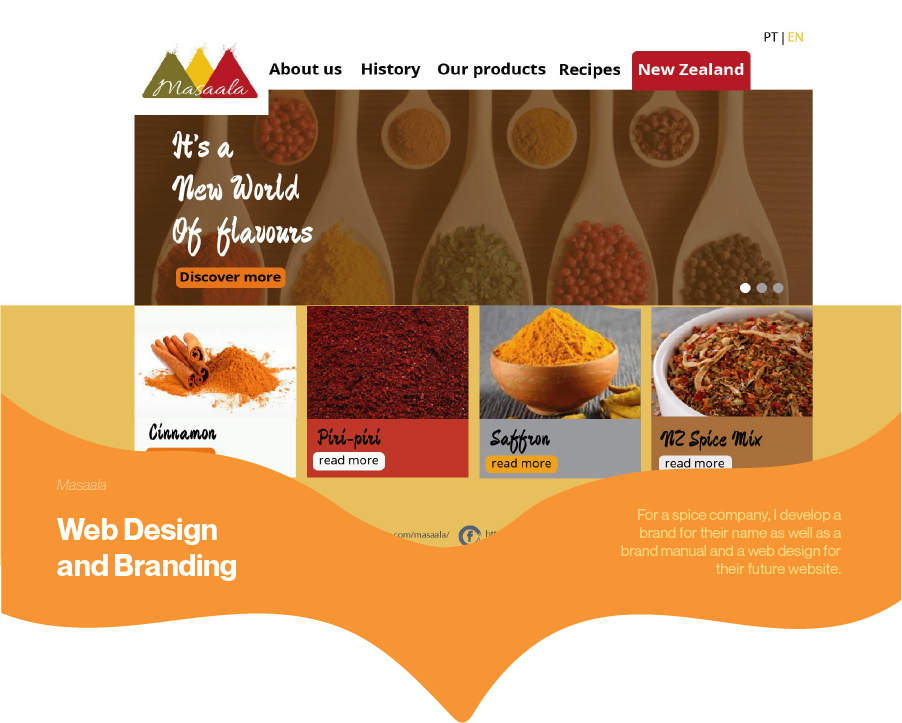 PT | EN
Masaala
About us History Our products Recipes New Zealand
It's a
New World
Of flavours
Discover more
Cinnamon
Piri-piri
read more
Saffron
read more
NZ Spice Mix
read more
.com/masaala/
Masaala
Web Design
and Branding
For a spice company, I develop a
brand for their name as well as a
brand manual and a web design for
their future website.